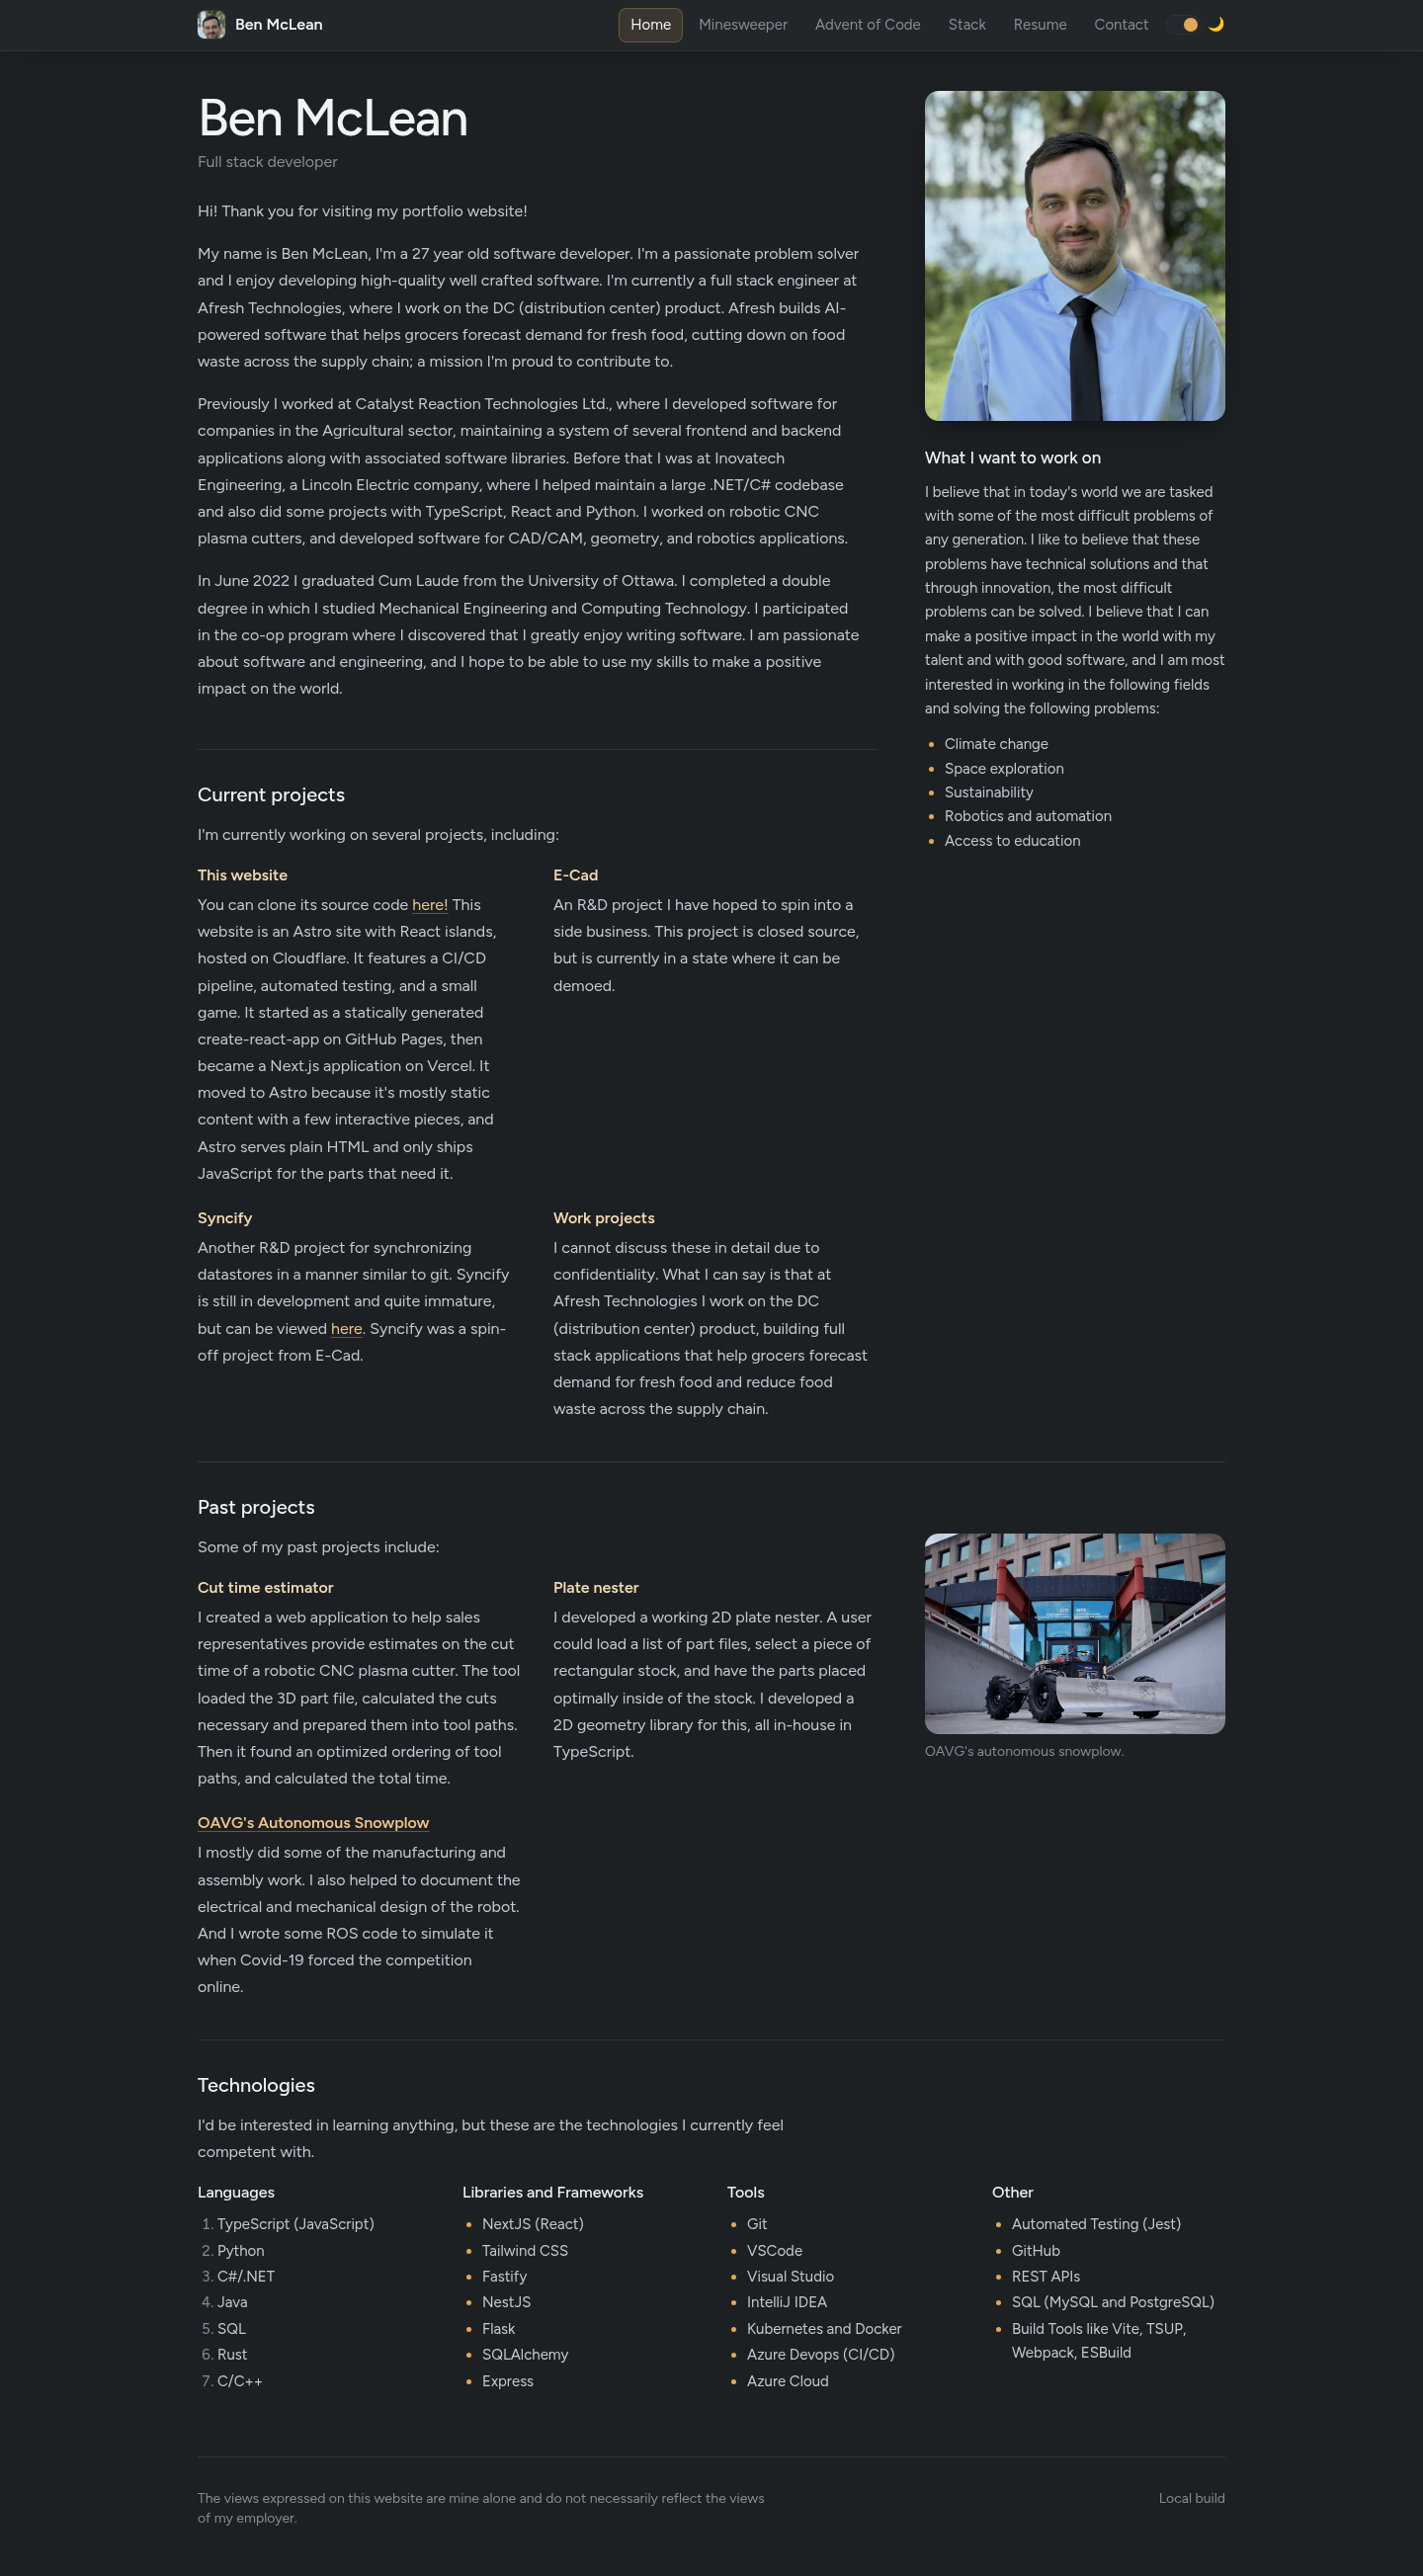 Ben McLean
Home
Minesweeper
Advent of Code
Stack
Resume
Contact
Ben McLean
Full stack developer
Hi! Thank you for visiting my portfolio website!
My name is Ben McLean, I'm a 27 year old software developer. I'm a passionate problem solver
and I enjoy developing high-quality well crafted software. I'm currently a full stack engineer at
Afresh Technologies, where I work on the DC (distribution center) product. Afresh builds AI-
powered software that helps grocers forecast demand for fresh food, cutting down on food
waste across the supply chain; a mission I'm proud to contribute to.
Previously I worked at Catalyst Reaction Technologies Ltd., where I developed software for
companies in the Agricultural sector, maintaining a system of several frontend and backend
applications along with associated software libraries. Before that I was at Inovatech
Engineering, a Lincoln Electric company, where I helped maintain a large .NET/C# codebase
and also did some projects with TypeScript, React and Python. I worked on robotic CNC
plasma cutters, and developed software for CAD/CAM, geometry, and robotics applications.
In June 2022 I graduated Cum Laude from the University of Ottawa. I completed a double
degree in which I studied Mechanical Engineering and Computing Technology. I participated
in the co-op program where I discovered that I greatly enjoy writing software. I am passionate
about software and engineering, and I hope to be able to use my skills to make a positive
impact on the world.
What I want to work on
I believe that in today's world we are tasked
with some of the most difficult problems of
any generation. I like to believe that these
problems have technical solutions and that
through innovation, the most difficult
problems can be solved. I believe that I can
make a positive impact in the world with my
talent and with good software, and I am most
interested in working in the following fields
and solving the following problems:
Climate change
Space exploration
Sustainability
Robotics and automation
Access to education
Current projects
I'm currently working on several projects, including:
This website
You can clone its source code here! This
website is an Astro site with React islands,
hosted on Cloudflare. It features a CI/CD
pipeline, automated testing, and a small
game. It started as a statically generated
create-react-app on GitHub Pages, then
became a Next.js application on Vercel. It
moved to Astro because it's mostly static
content with a few interactive pieces, and
Astro serves plain HTML and only ships
JavaScript for the parts that need it.
E-Cad
An R&D project I have hoped to spin into a
side business. This project is closed source,
but is currently in a state where it can be
demoed.
Syncify
Another R&D project for synchronizing
datastores in a manner similar to git. Syncify
is still in development and quite immature,
but can be viewed here. Syncify was a spin-
off project from E-Cad.
Work projects
I cannot discuss these in detail due to
confidentiality. What I can say is that at
Afresh Technologies I work on the DC
(distribution center) product, building full
stack applications that help grocers forecast
demand for fresh food and reduce food
waste across the supply chain.
Past projects
Some of my past projects include:
Cut time estimator
I created a web application to help sales
representatives provide estimates on the cut
time of a robotic CNC plasma cutter. The tool
loaded the 3D part file, calculated the cuts
necessary and prepared them into tool paths.
Then it found an optimized ordering of tool
paths, and calculated the total time.
Plate nester
I developed a working 2D plate nester. A user
could load a list of part files, select a piece of
rectangular stock, and have the parts placed
optimally inside of the stock. I developed a
2D geometry library for this, all in-house in
TypeScript.
OAVG's autonomous snowplow.
OAVG's Autonomous Snowplow
I mostly did some of the manufacturing and
assembly work. I also helped to document the
electrical and mechanical design of the robot.
And I wrote some ROS code to simulate it
when Covid-19 forced the competition
online.
Technologies
I'd be interested in learning anything, but these are the technologies I currently feel
competent with.
Languages
1. TypeScript (JavaScript)
2. Python
3. C#/.NET
4. Java
5. SQL
6. Rust
7. C/C++
Libraries and Frameworks
NextJS (React)
Tailwind CSS
Fastify
NestJS
Flask
SQLAlchemy
Express
Tools
Git
VSCode
Visual Studio
IntelliJ IDEA
Kubernetes and Docker
Azure Devops (CI/CD)
Azure Cloud
Other
Automated Testing (Jest)
GitHub
REST APIs
SQL (MySQL and PostgreSQL)
Build Tools like Vite, TSUP,
Webpack, ESBuild
The views expressed on this website are mine alone and do not necessarily reflect the views
of my employer.
Local build